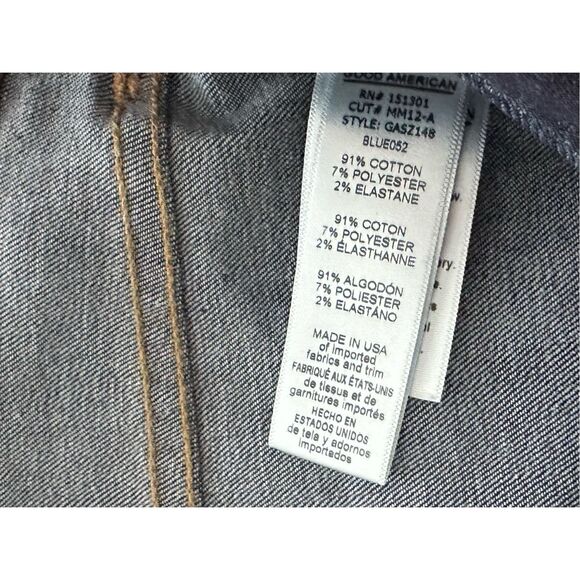 GOOD AMERICAN
RN# 151301
CUT# MM12-A
STYLE: GASZ148
BLUE052
91% COTTON
7% POLYESTER
2% ELASTANE
91% COTON
7% POLYESTER
2% ÉLASTHANNE
91% ALGODÓN
7% POLIESTER
2% ELASTÁNO
MADE IN USA
of imported
fabrics and trim
FABRIQUÉ AUX ÉTATS-UNIS
de tissus et de
garnitures importés
HECHO EN
ESTADOS UNIDOS
de tela y adornos
importados